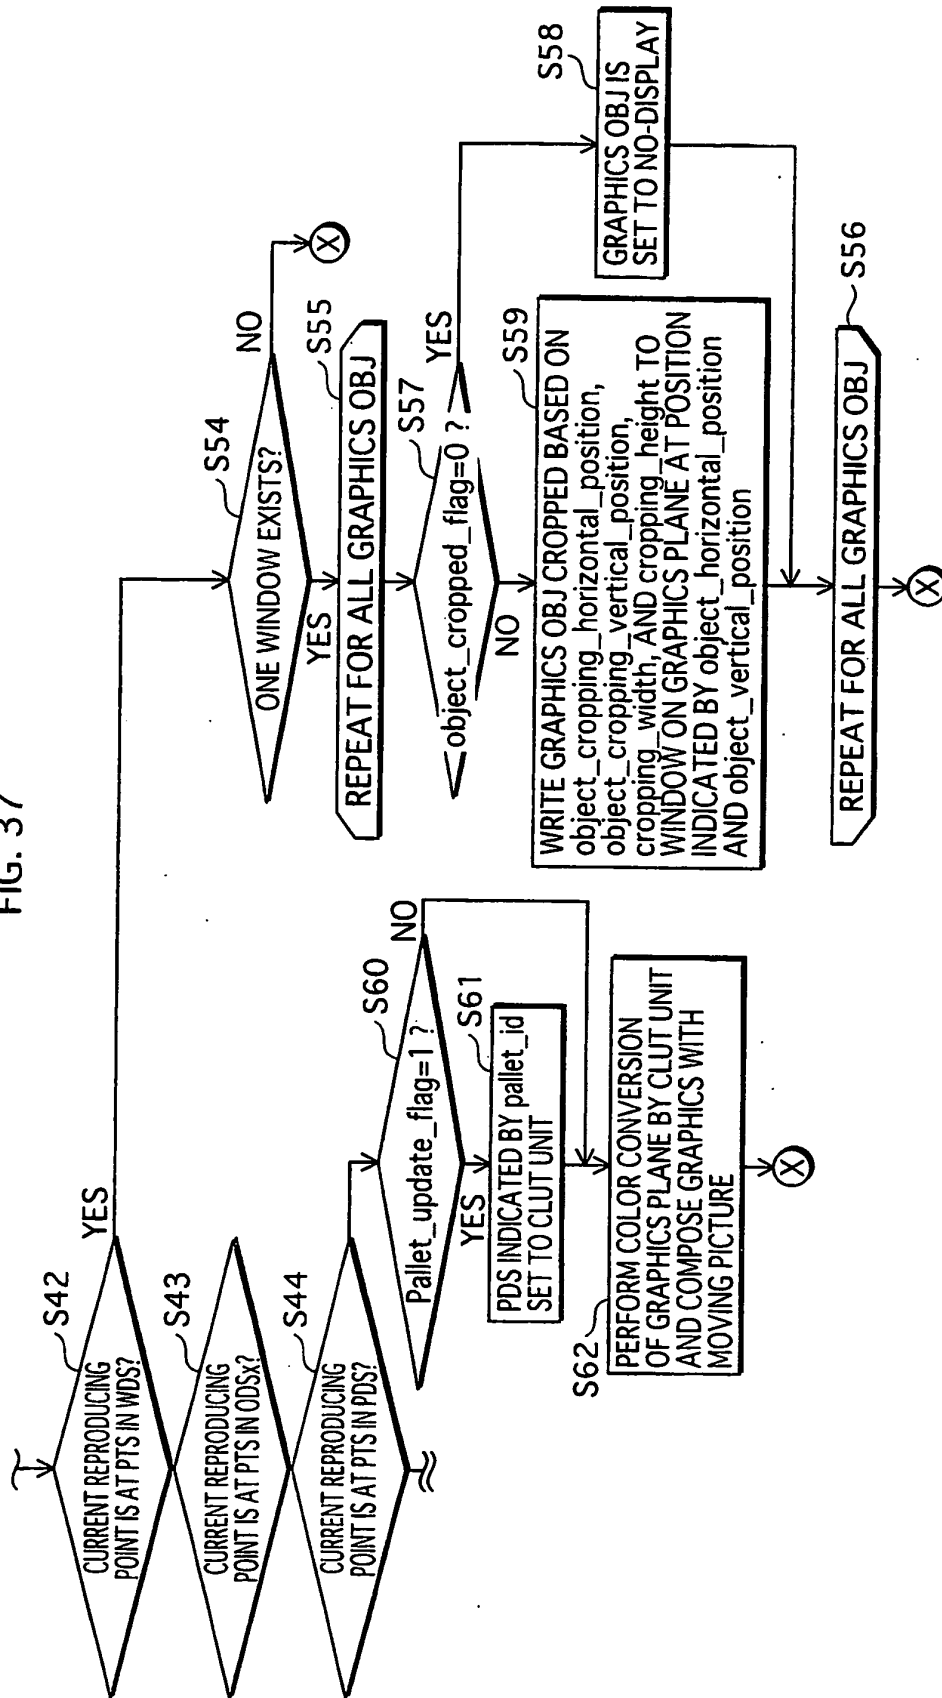 FIG. 37
S42
CURRENT REPRODUCING
POINT IS AT PTS IN WDS?
YES
S43
CURRENT REPRODUCING
POINT IS AT PTS IN ODSx?
S44
CURRENT REPRODUCING
POINT IS AT PTS IN PDS?
S60
Pallet_update_flag=1 ?
NO
YES
S61
PDS INDICATED BY pallet_id
SET TO CLUT UNIT
S62
PERFORM COLOR CONVERSION
OF GRAPHICS PLANE BY CLUT UNIT
AND COMPOSE GRAPHICS WITH
MOVING PICTURE
X
S54
ONE WINDOW EXISTS?
NO
X
YES
S55
REPEAT FOR ALL GRAPHICS OBJ
S57
object_cropped_flag=0 ?
YES
NO
S58
GRAPHICS OBJ IS
SET TO NO-DISPLAY
S59
WRITE GRAPHICS OBJ CROPPED BASED ON
object_cropping_horizontal_position,
object_cropping_vertical_position,
cropping_width, AND cropping_height TO
WINDOW ON GRAPHICS PLANE AT POSITION
INDICATED BY object_horizontal_position
AND object_vertical_position
S56
REPEAT FOR ALL GRAPHICS OBJ
X